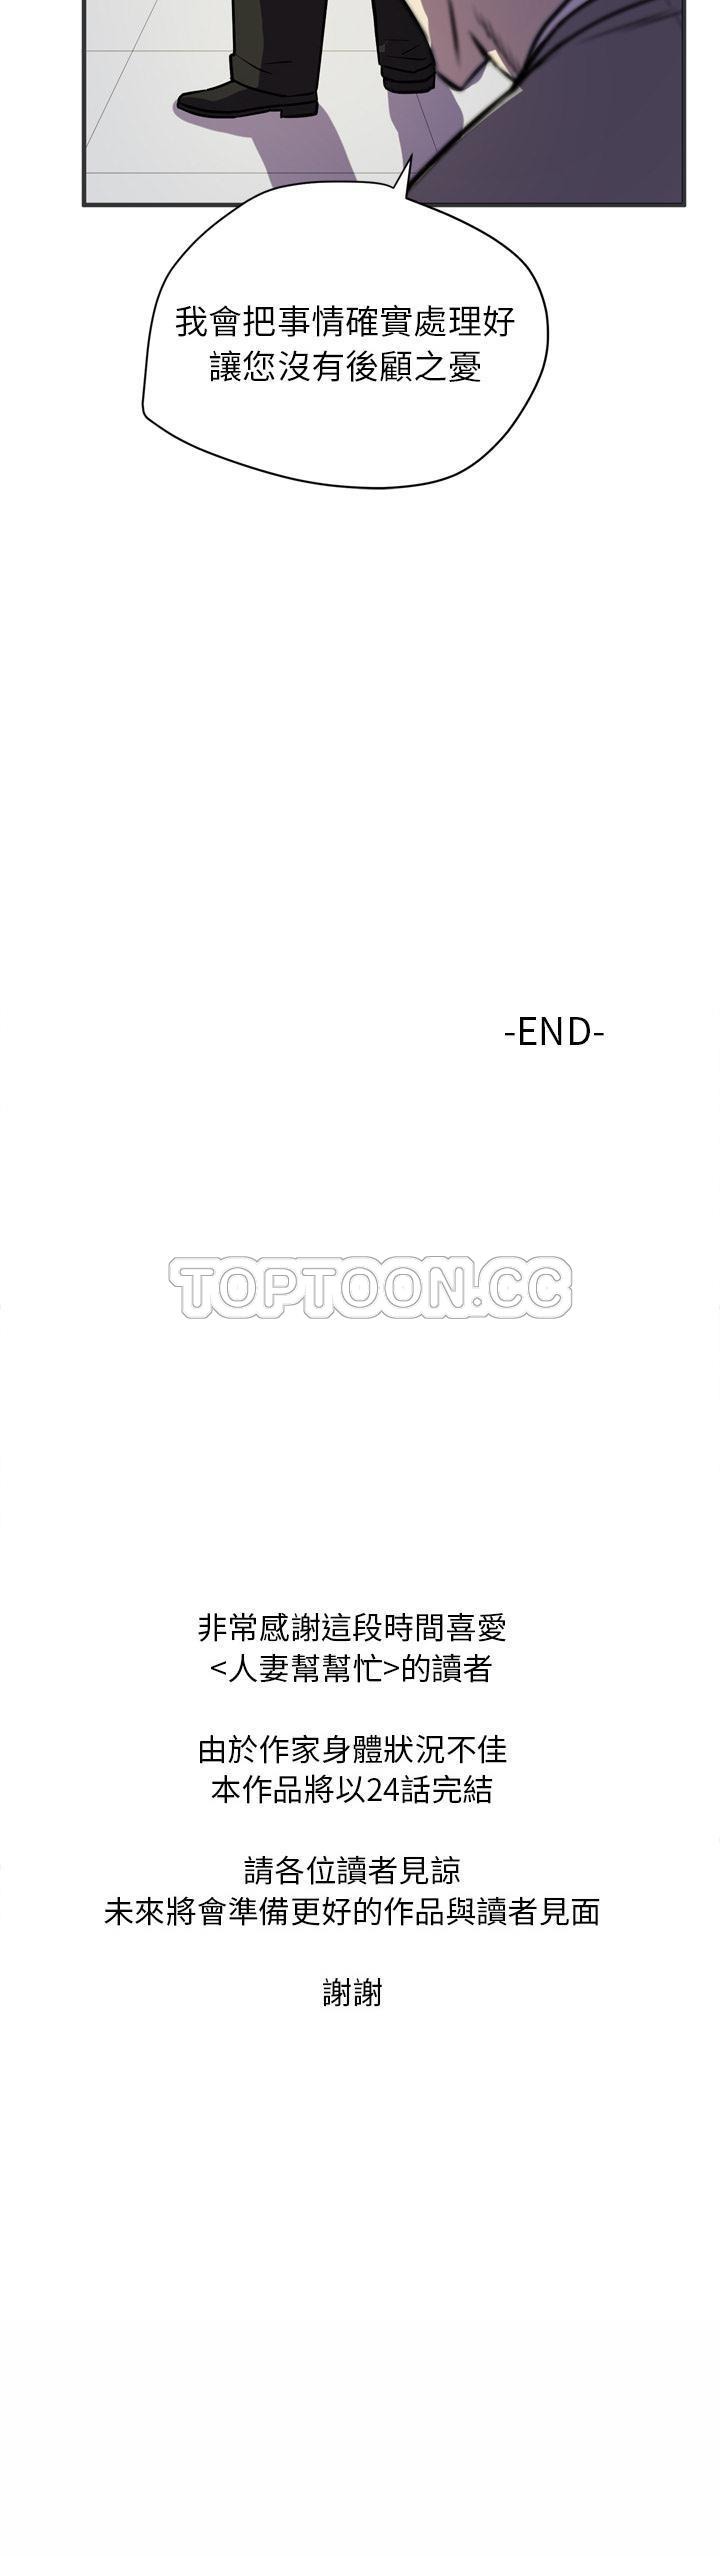 我會把事情確實處理好
讓您沒有後顧之憂
-END-
TOPTOON.CC
非常感謝這段時間喜愛
<人妻幫幫忙>的讀者
由於作家身體狀況不佳
本作品將以24話完結
請各位讀者見諒
未來將會準備更好的作品與讀者見面
謝謝